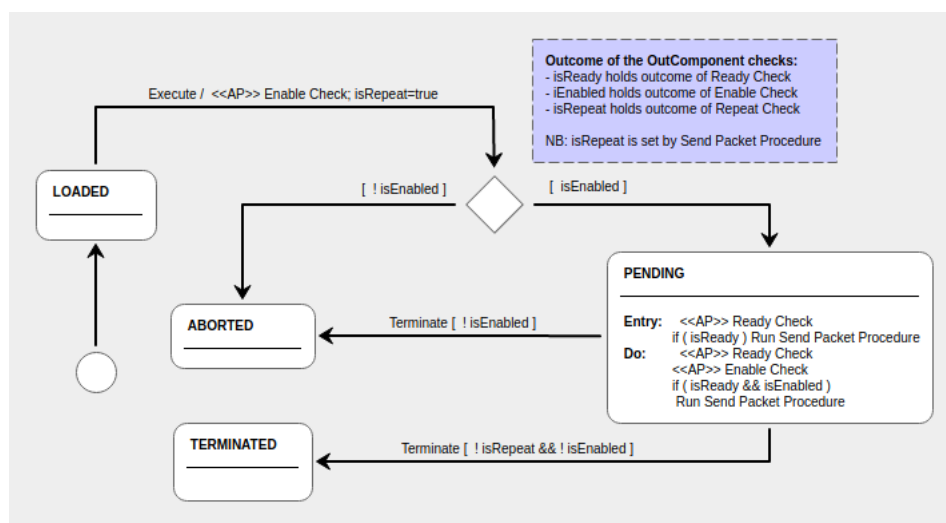 Outcome of the OutComponent checks:
- isReady holds outcome of Ready Check
- iEnabled holds outcome of Enable Check
- isRepeat holds outcome of Repeat Check
NB: isRepeat is set by Send Packet Procedure
Execute / <<AP>> Enable Check; isRepeat=true
LOADED
[ ! isEnabled ]
[ isEnabled ]
PENDING
Entry: <<AP>> Ready Check
if ( isReady ) Run Send Packet Procedure
Do: <<AP>> Ready Check
<<AP>> Enable Check
if ( isReady && isEnabled )
Run Send Packet Procedure
ABORTED
Terminate [ ! isEnabled ]
TERMINATED
Terminate [ ! isRepeat && ! isEnabled ]